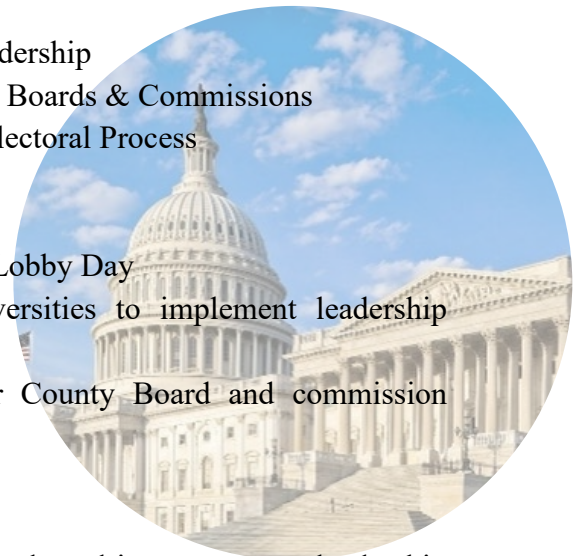 dership
Boards & Commissions
lectoral Process
Lobby Day
versities to implement leadership
r County Board and commission